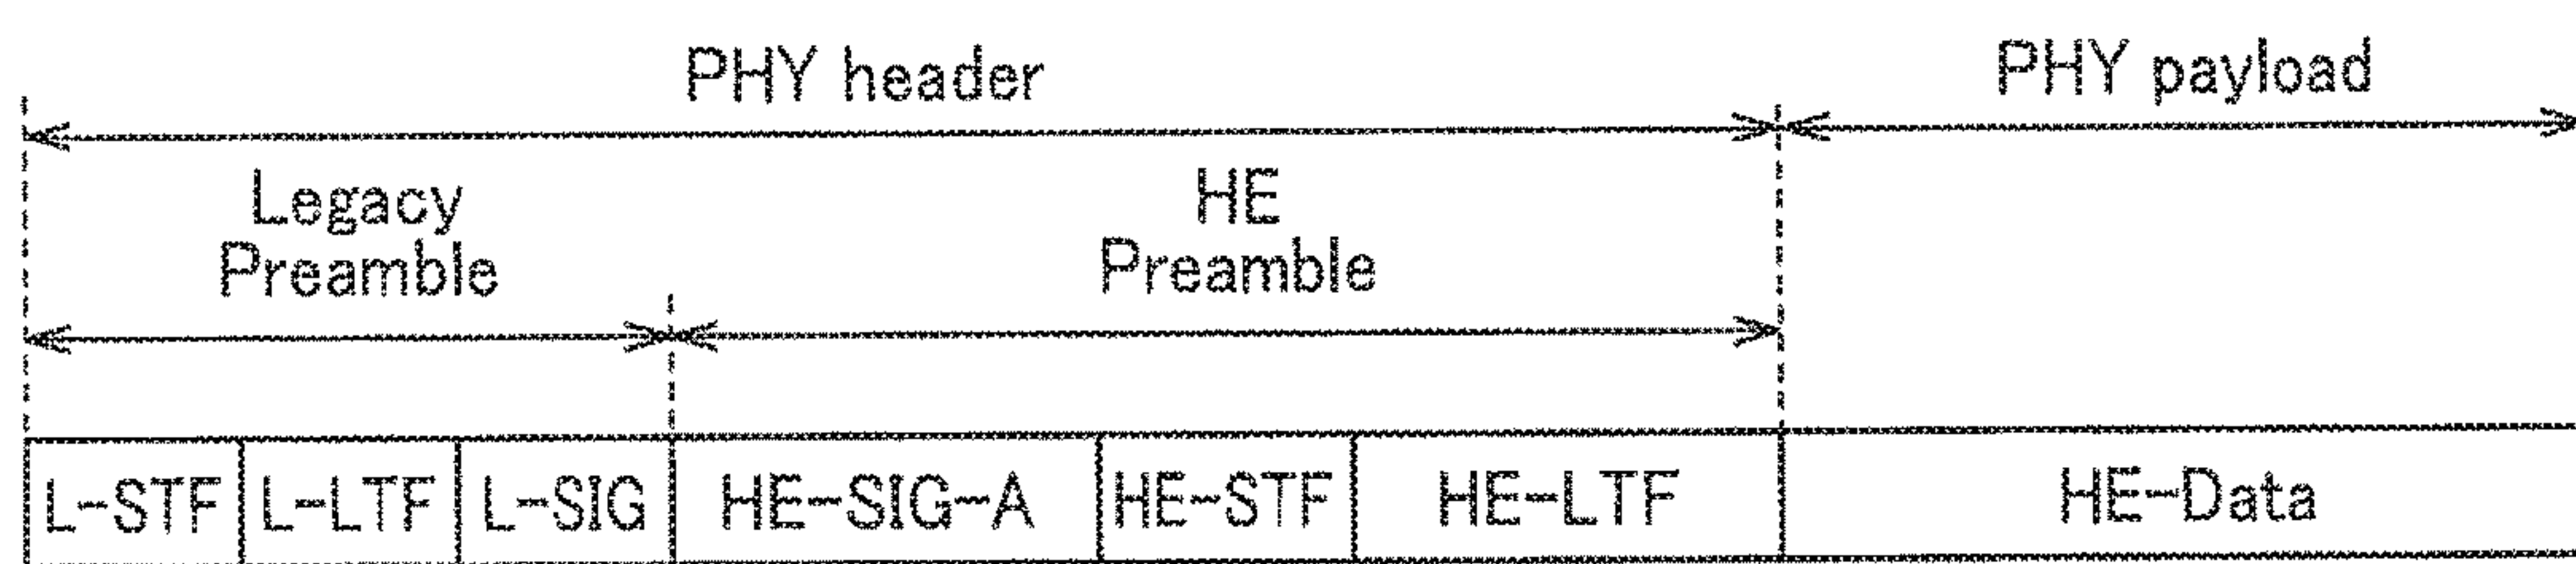 PHY header
PHY payload
Legacy
Preamble
HE
Preamble
L-STF
L-LTF
L-SIG
HE-SIG-A
HE-STF
HE-LTF
HE-Data